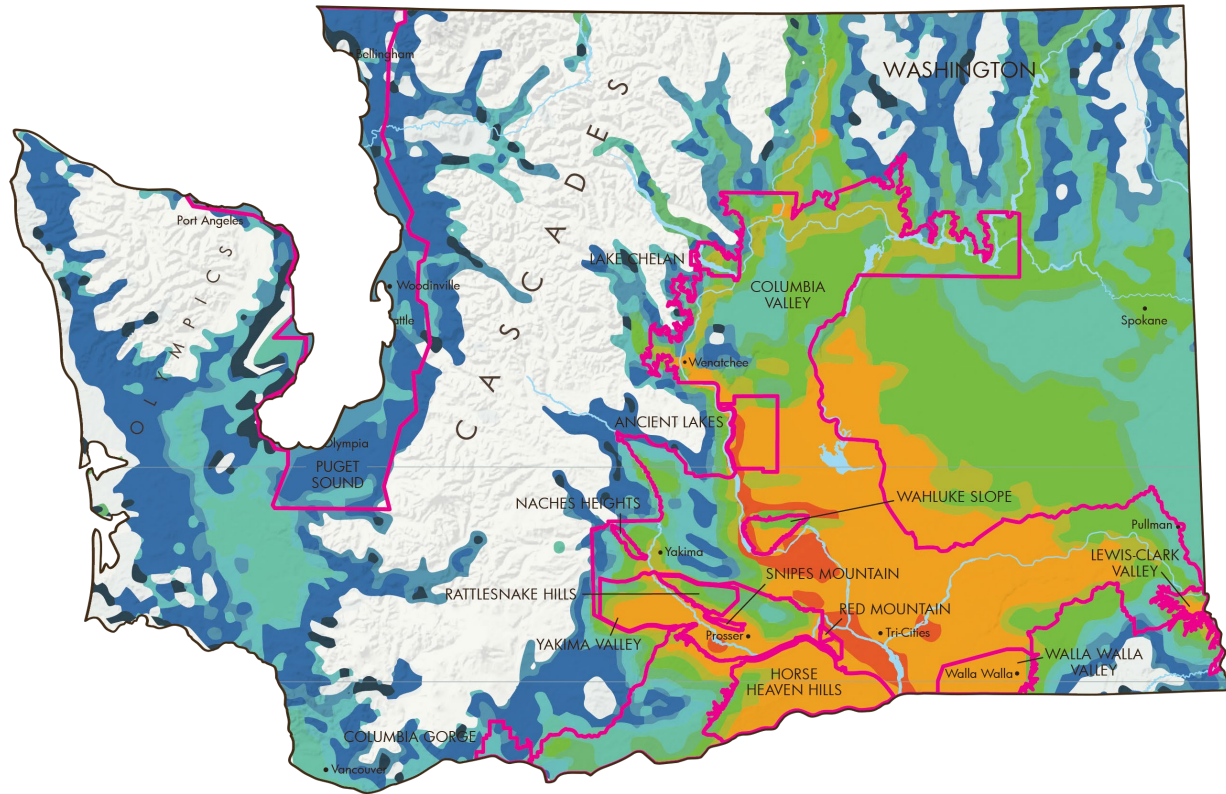 Bellingham
WASHINGTON
CASCADES
Port Angeles
OLYMPICS
LAKE CHELAN
Woodinville
attle
COLUMBIA
VALLEY
Spokane
Wenatchee
ANCIENT LAKES
Olympia
PUGET
SOUND
NACHES HEIGHTS
WAHLUKE SLOPE
Pullman
Yakima
LEWIS-CLARK
VALLEY
SNIPES MOUNTAIN
RATTLESNAKE HILLS
RED MOUNTAIN
Prosser
Tri-Cities
YAKIMA VALLEY
WALLA WALLA
VALLEY
Walla Walla
HORSE
HEAVEN HILLS
COLUMBIA GORGE
Vancouver